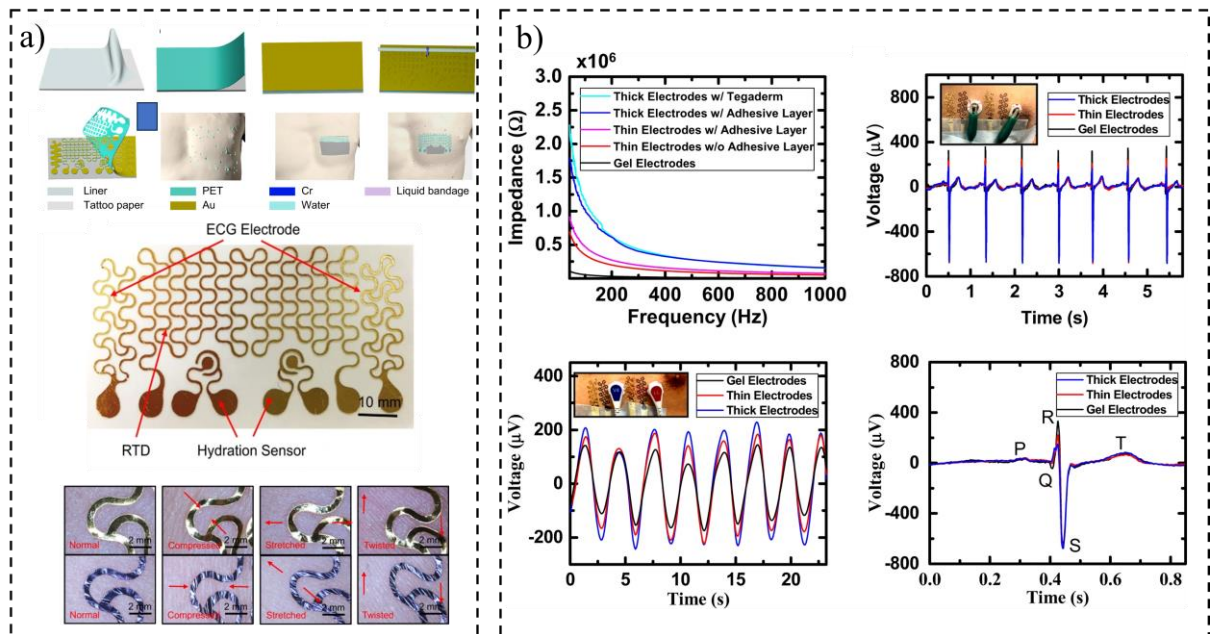 a)
Liner
PET
Cr
Liquid bandage
Tattoo paper
Au
Water
ECG Electrode
10 mm
RTD
Hydration Sensor
Normal
2 mm
Compressed
2 mm
Stretched
2 mm
Twisted
2 mm
Normal
2 mm
Compressed
2 mm
Stretched
2 mm
Twisted
2 mm
b)
×10⁶
3.0
2.5
2.0
1.5
1.0
0.5
Impedance (Ω)
Thick Electrodes w/ Tegaderm
Thick Electrodes w/ Adhesive Layer
Thin Electrodes w/ Adhesive Layer
Thin Electrodes w/o Adhesive Layer
Gel Electrodes
200 400 600 800 1000
Frequency (Hz)
800
400
0
-400
-800
Voltage (µV)
Thick Electrodes
Thin Electrodes
Gel Electrodes
0 1 2 3 4 5
Time (s)
400
200
0
-200
Voltage (µV)
Gel Electrodes
Thin Electrodes
Thick Electrodes
0 5 10 15 20
Time (s)
800
400
0
-400
-800
Voltage (µV)
Thick Electrodes
Thin Electrodes
Gel Electrodes
R
P
T
Q
S
0.0 0.2 0.4 0.6 0.8
Time (s)